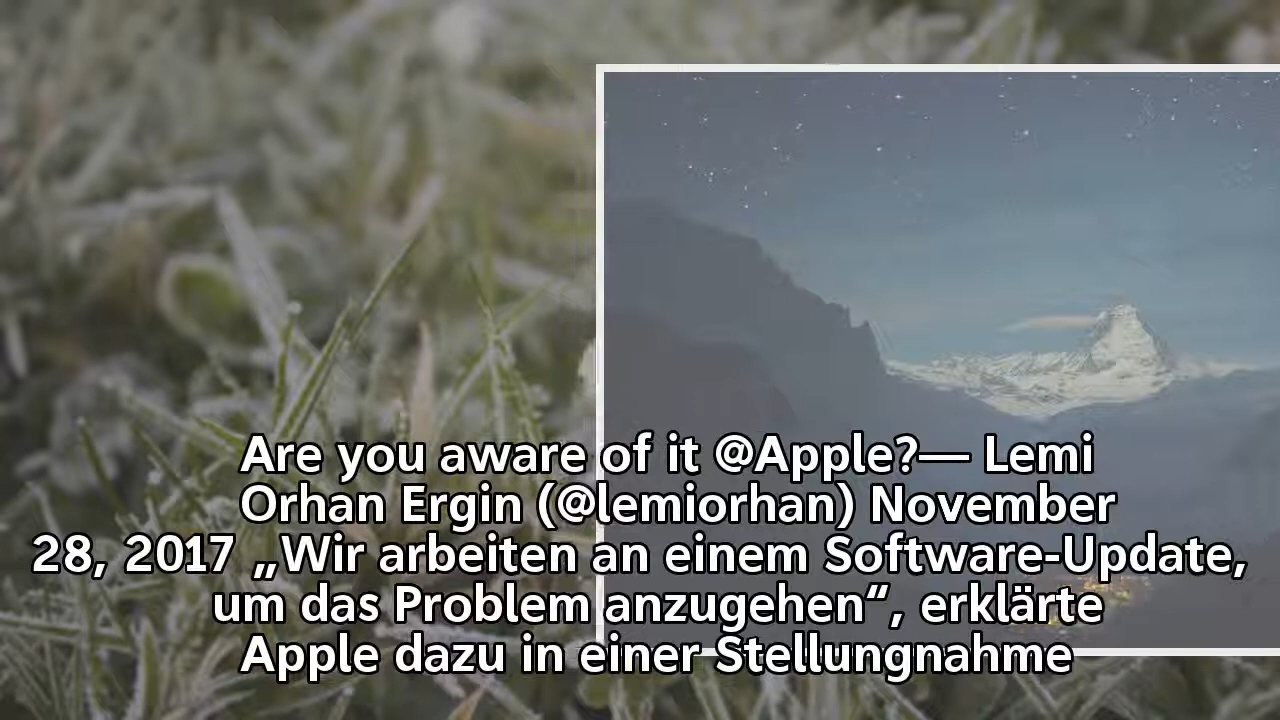 Are you aware of it @Apple?— Lemi
Orhan Ergin (@lemiorhan) November
28, 2017 „Wir arbeiten an einem Software-Update,
um das Problem anzugehen“, erklärte
Apple dazu in einer Stellungnahme